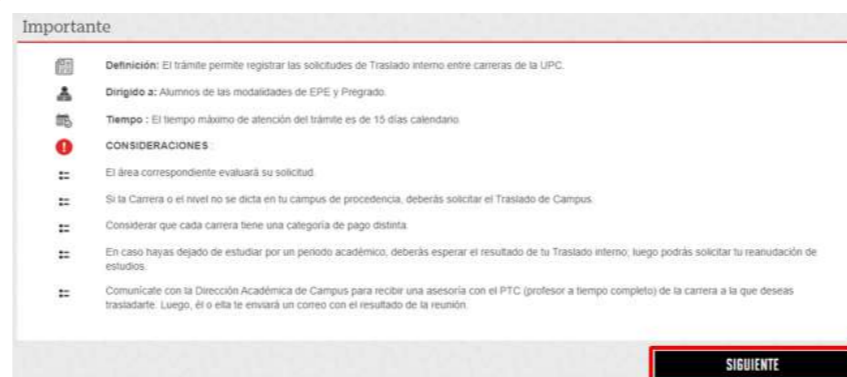 Importante
Definición: El trámite permite registrar las solicitudes de Traslado interno entre carreras de la UPC.
Dirigido a: Alumnos de las modalidades de EPE y Pregrado.
Tiempo : El tiempo máximo de atención del trámite es de 15 días calendario.
CONSIDERACIONES :
El área correspondiente evaluará su solicitud.
Si la Carrera o el nivel no se dicta en tu campus de procedencia, deberás solicitar el Traslado de Campus.
Considerar que cada carrera tiene una categoría de pago distinta.
En caso hayas dejado de estudiar por un periodo académico, deberás esperar el resultado de tu Traslado interno; luego podrás solicitar tu reanudación de
estudios.
Comunícate con la Dirección Académica de Campus para recibir una asesoría con el PTC (profesor a tiempo completo) de la carrera a la que deseas
trasladarte. Luego, él o ella te enviará un correo con el resultado de la reunión.
SIGUIENTE